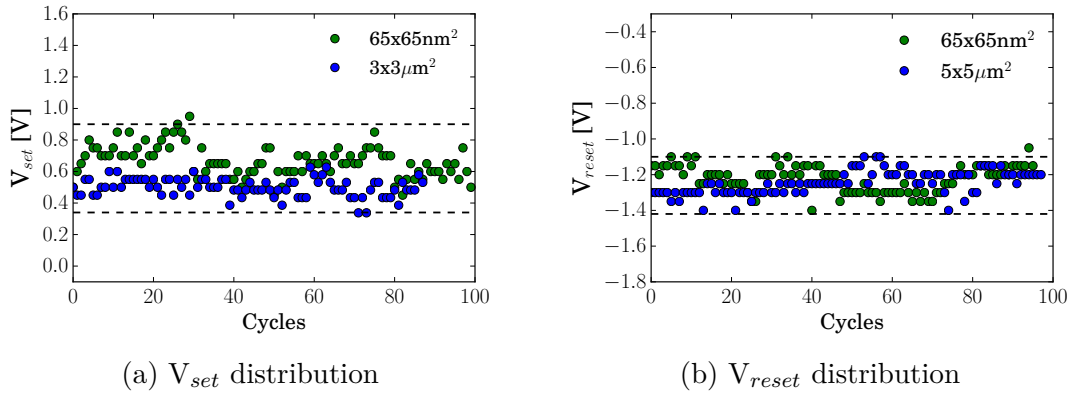 1.6
1.4
1.2
1.0
0.8
0.6
0.4
0.2
0.0
V_set [V]
65x65nm²
3x3μm²
0 20 40 60 80 100
Cycles
(a) V_set distribution
−0.4
−0.6
−0.8
−1.0
−1.2
−1.4
−1.6
−1.8
V_reset [V]
65x65nm²
5x5μm²
0 20 40 60 80 100
Cycles
(b) V_reset distribution